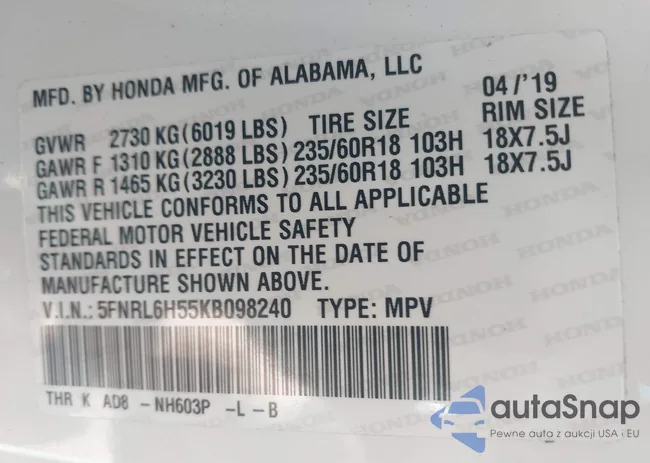 MFD. BY HONDA MFG. OF ALABAMA, LLC 04/'19
GVWR 2730 KG(6019 LBS) TIRE SIZE RIM SIZE
GAWR F 1310 KG(2888 LBS) 235/60R18 103H 18X7.5J
GAWR R 1465 KG(3230 LBS) 235/60R18 103H 18X7.5J
THIS VEHICLE CONFORMS TO ALL APPLICABLE
FEDERAL MOTOR VEHICLE SAFETY
STANDARDS IN EFFECT ON THE DATE OF
MANUFACTURE SHOWN ABOVE.
V.I.N.: 5FNRL6H55KB098240 TYPE: MPV
THR K AD8 -NH603P -L -B
autaSnap
Pewne auta z aukcji USA i EU